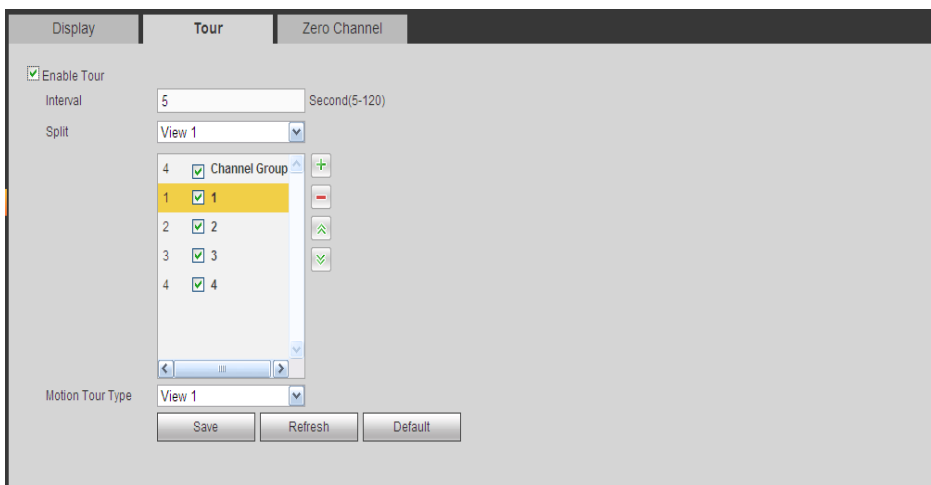 Display Tour Zero Channel
Enable Tour
Interval 5 Second(5-120)
Split View 1
4 Channel Group
1 1
2 2
3 3
4 4
Motion Tour Type View 1
Save Refresh Default